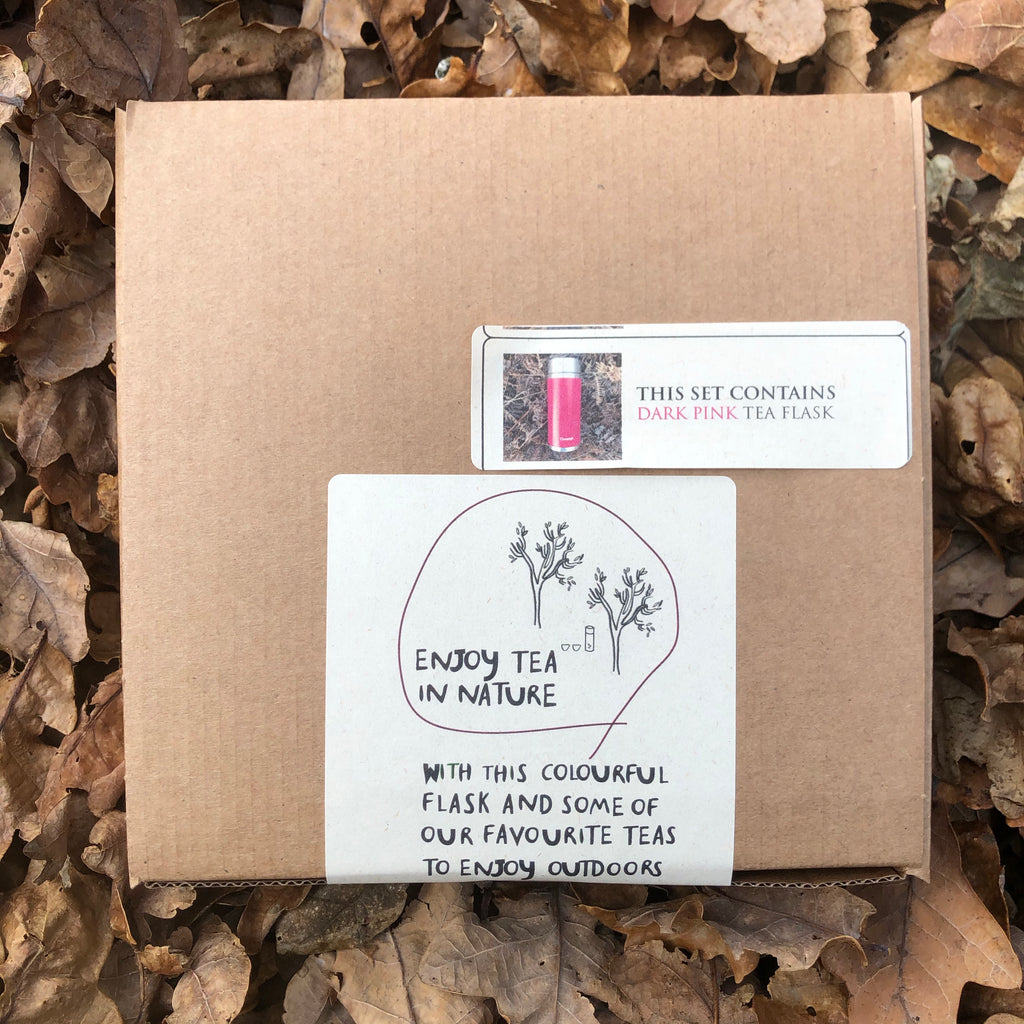 THIS SET CONTAINS
DARK PINK TEA FLASK
ENJOY TEA
IN NATURE
WITH THIS COLOURFUL
FLASK AND SOME OF
OUR FAVOURITE TEAS
TO ENJOY OUTDOORS